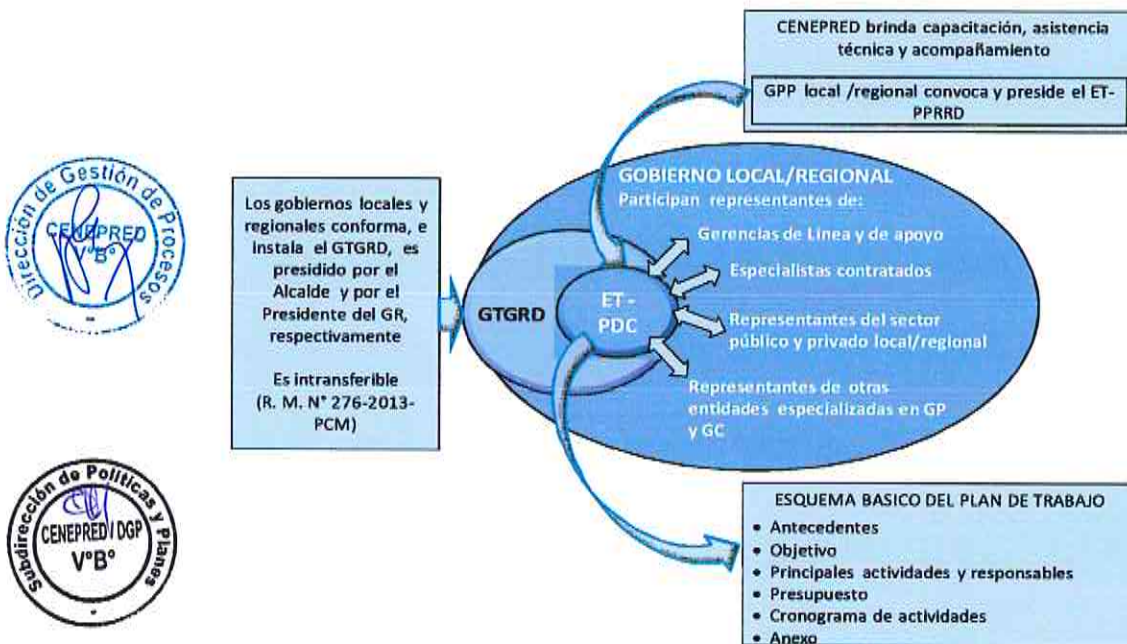 CENEPRED brinda capacitación, asistencia
técnica y acompañamiento
GPP local /regional convoca y preside el ET-
PPRRD
Dirección de Gestión de Procesos
CENEPRED
V°B°
Los gobiernos locales y
regionales conforma, e
instala el GTGRD, es
presidido por el
Alcalde y por el
Presidente del GR,
respectivamente
Es intransferible
(R. M. N° 276-2013-
PCM)
GOBIERNO LOCAL/REGIONAL
Participan representantes de:
Gerencias de Línea y de apoyo
Especialistas contratados
Representantes del sector
público y privado local/regional
Representantes de otras
entidades especializadas en GP
y GC
GTGRD
ET -
PDC
Subdirección de Políticas y Planes
CENEPRED/DGP
V°B°
ESQUEMA BASICO DEL PLAN DE TRABAJO
• Antecedentes
• Objetivo
• Principales actividades y responsables
• Presupuesto
• Cronograma de actividades
• Anexo